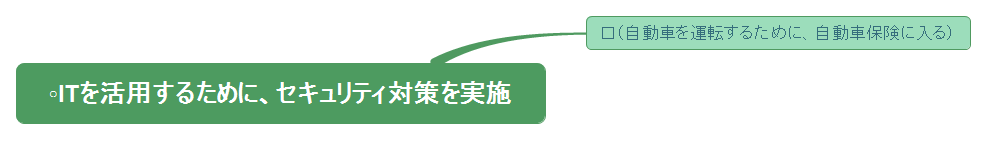 ◦ITを活用するために、セキュリティ対策を実施
□（自動車を運転するために、自動車保険に入る）